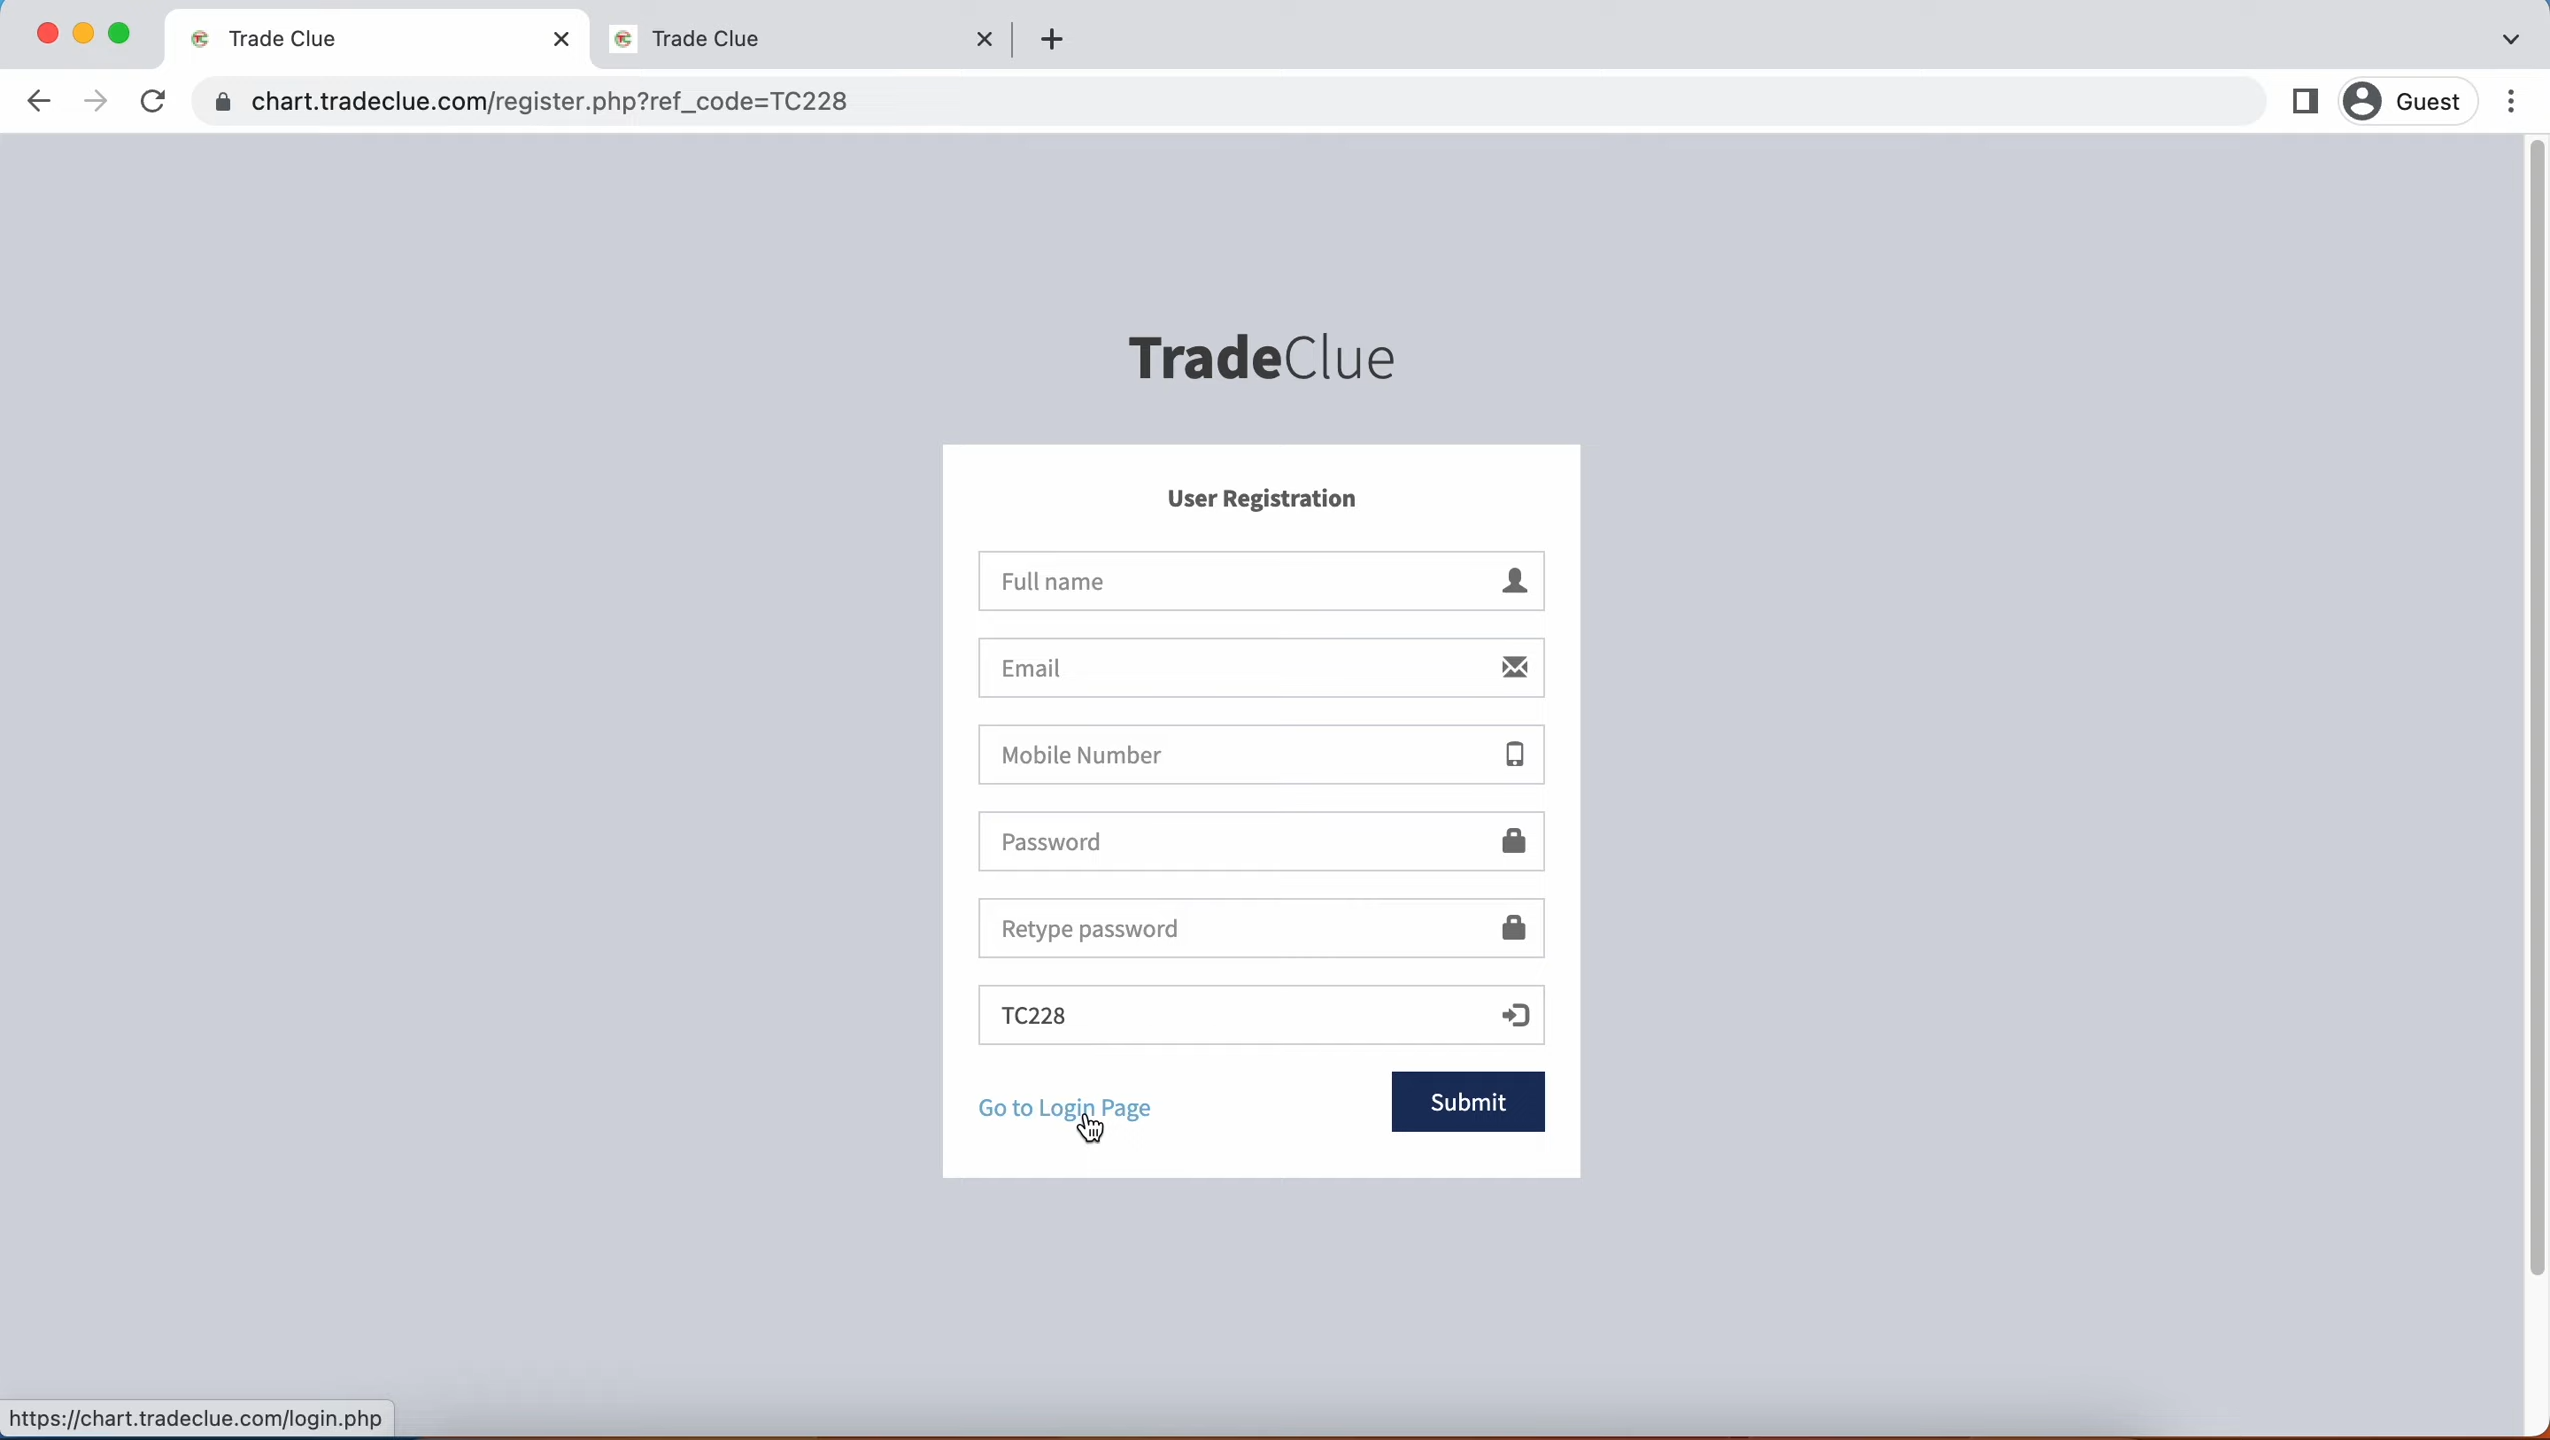 Trade Clue
Trade Clue
chart.tradeclue.com/register.php?ref_code=TC228
Guest
TradeClue
User Registration
Full name
Email
Mobile Number
Password
Retype password
TC228
Go to Login Page
Submit
https://chart.tradeclue.com/login.php